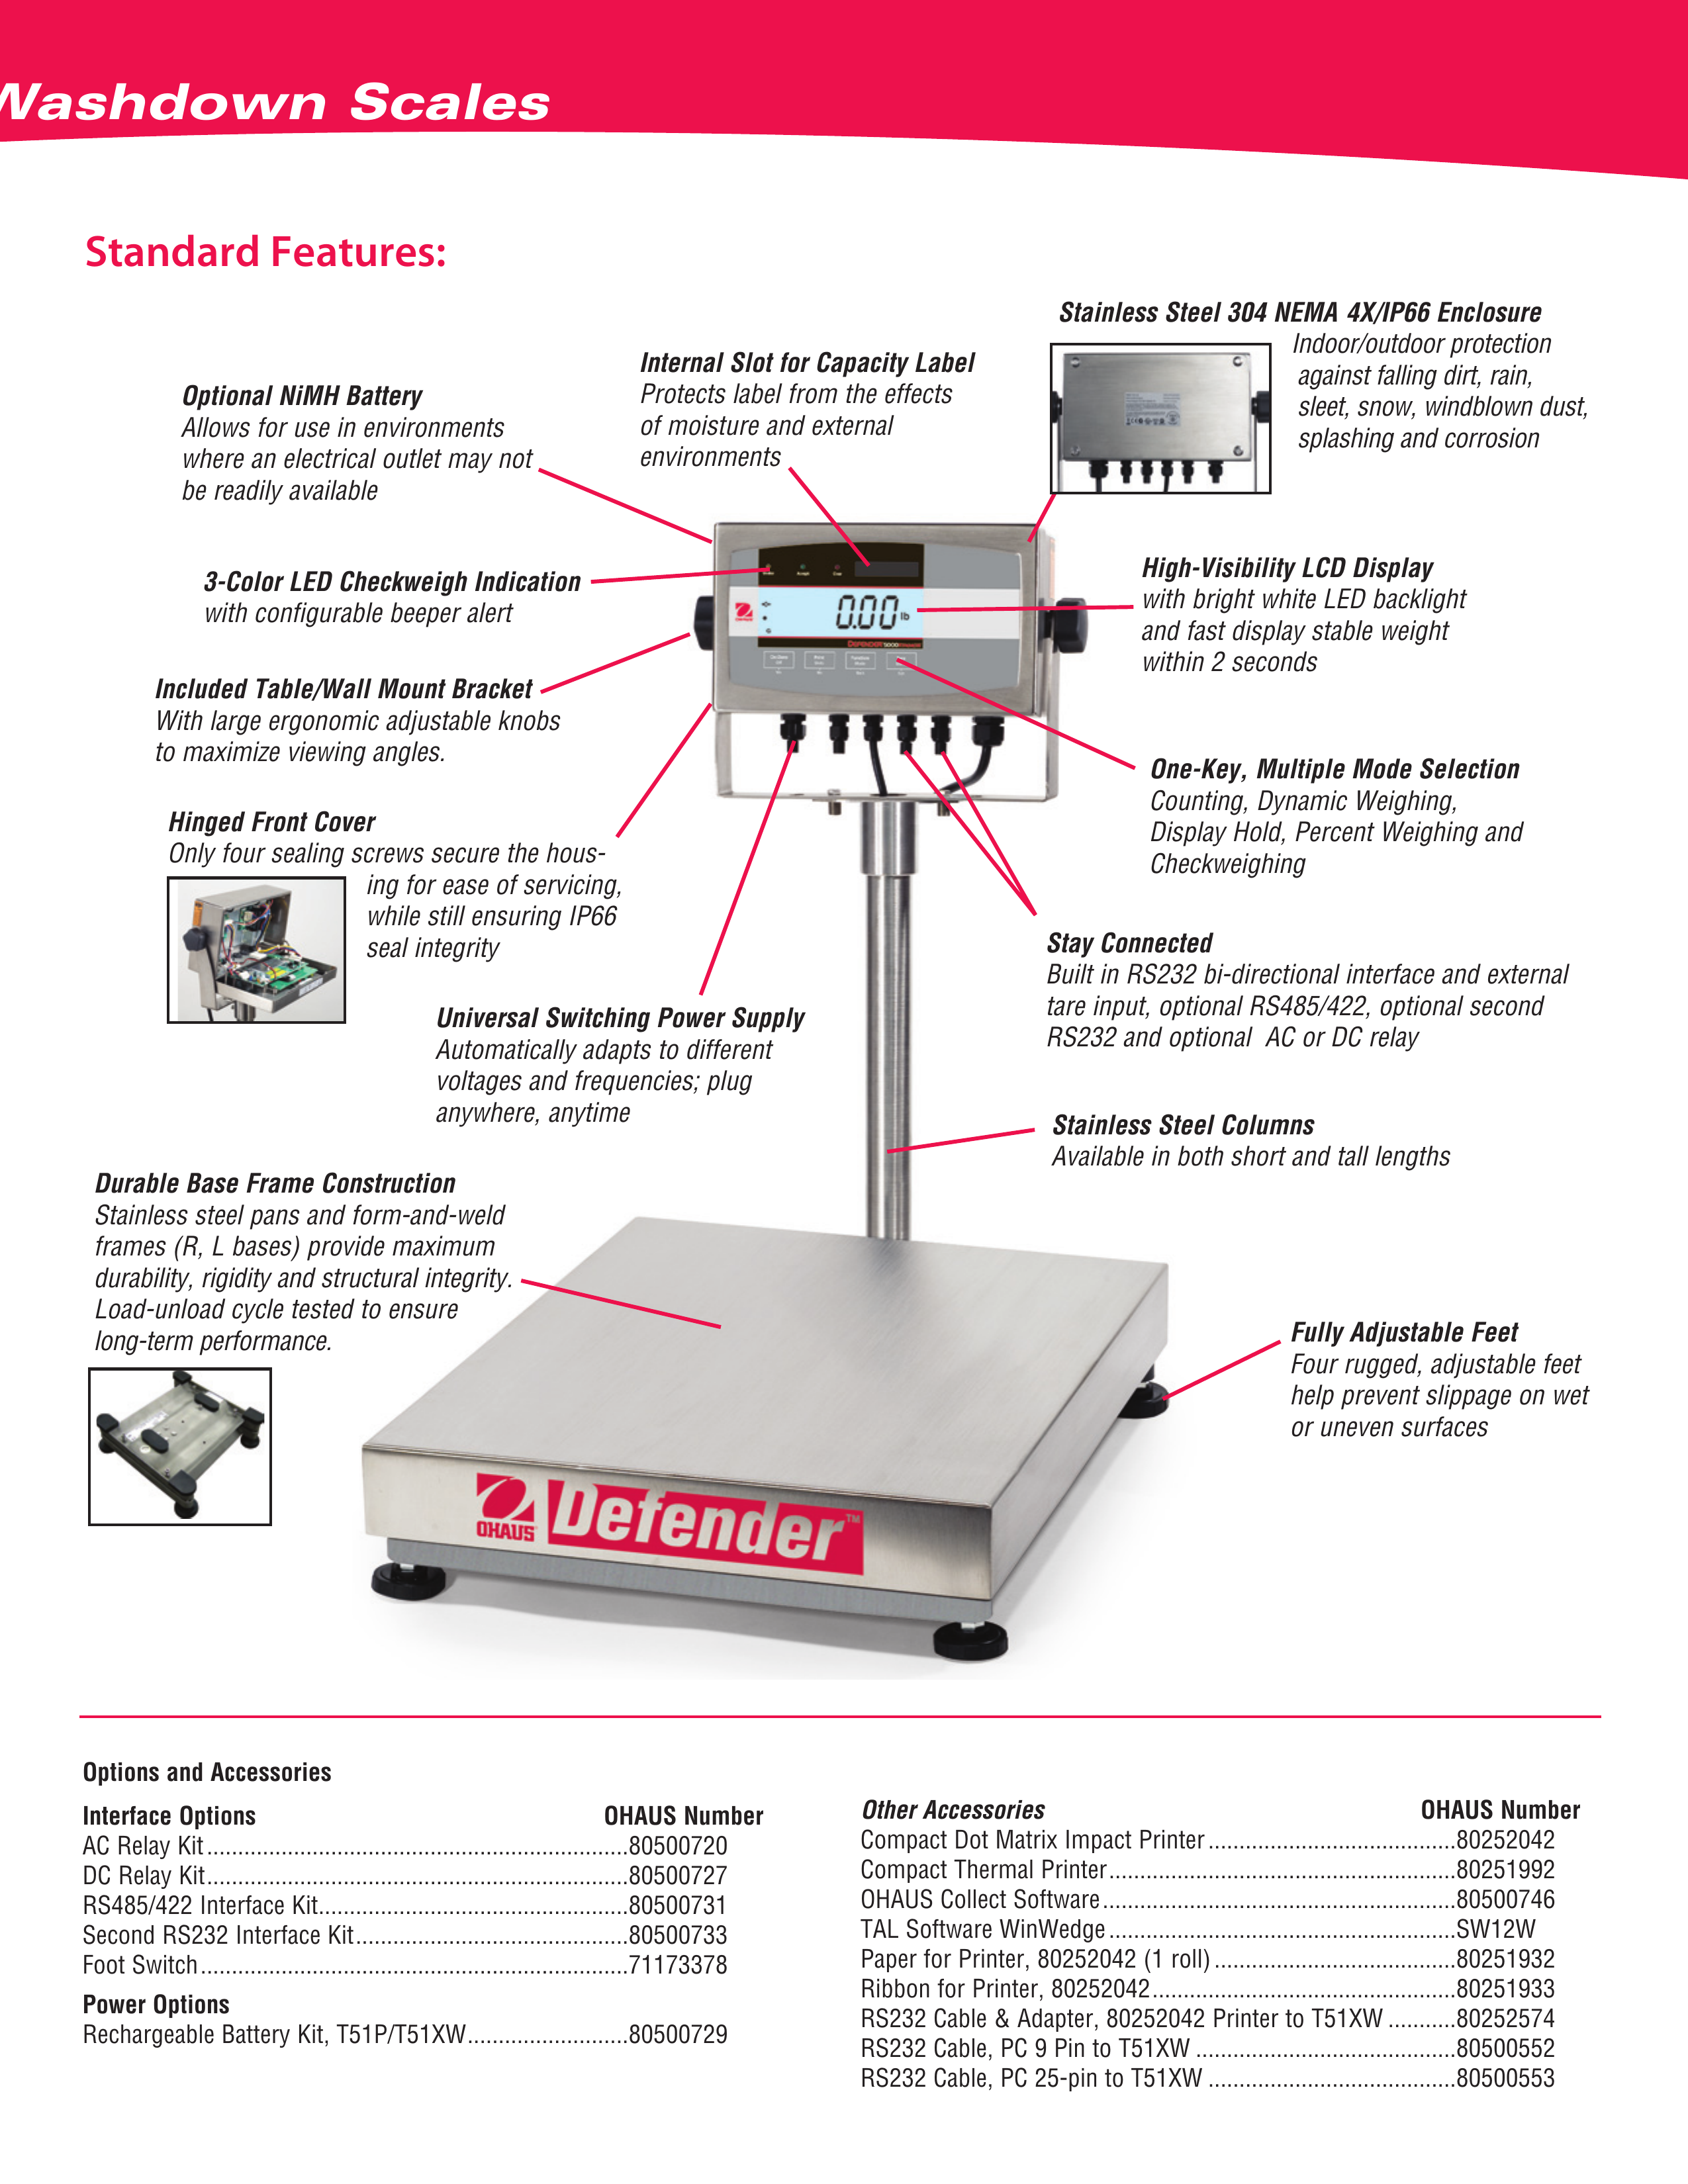 Washdown Scales
Standard Features:
Stainless Steel 304 NEMA 4X/IP66 Enclosure
Indoor/outdoor protection
against falling dirt, rain,
sleet, snow, windblown dust,
splashing and corrosion
Internal Slot for Capacity Label
Protects label from the effects
of moisture and external
environments
Optional NiMH Battery
Allows for use in environments
where an electrical outlet may not
be readily available
3-Color LED Checkweigh Indication
with configurable beeper alert
High-Visibility LCD Display
with bright white LED backlight
and fast display stable weight
within 2 seconds
0.00 lb
Included Table/Wall Mount Bracket
With large ergonomic adjustable knobs
to maximize viewing angles.
One-Key, Multiple Mode Selection
Counting, Dynamic Weighing,
Display Hold, Percent Weighing and
Checkweighing
Hinged Front Cover
Only four sealing screws secure the hous-
ing for ease of servicing,
while still ensuring IP66
seal integrity
Stay Connected
Built in RS232 bi-directional interface and external
tare input, optional RS485/422, optional second
RS232 and optional  AC or DC relay
Universal Switching Power Supply
Automatically adapts to different
voltages and frequencies; plug
anywhere, anytime
Stainless Steel Columns
Available in both short and tall lengths
Durable Base Frame Construction
Stainless steel pans and form-and-weld
frames (R, L bases) provide maximum
durability, rigidity and structural integrity.
Load-unload cycle tested to ensure
long-term performance.
Fully Adjustable Feet
Four rugged, adjustable feet
help prevent slippage on wet
or uneven surfaces
OHAUS Defender™
Options and Accessories
Interface Options OHAUS Number
AC Relay Kit....................................................................80500720
DC Relay Kit....................................................................80500727
RS485/422 Interface Kit......................................................80500731
Second RS232 Interface Kit............................................80500733
Foot Switch.....................................................................71173378
Power Options
Rechargeable Battery Kit, T51P/T51XW..........................80500729
Other Accessories OHAUS Number
Compact Dot Matrix Impact Printer........................................80252042
Compact Thermal Printer........................................................80251992
OHAUS Collect Software.........................................................80500746
TAL Software WinWedge........................................................SW12W
Paper for Printer, 80252042 (1 roll).......................................80251932
Ribbon for Printer, 80252042.................................................80251933
RS232 Cable & Adapter, 80252042 Printer to T51XW ...........80252574
RS232 Cable, PC 9 Pin to T51XW ..........................................80500552
RS232 Cable, PC 25-pin to T51XW ........................................80500553